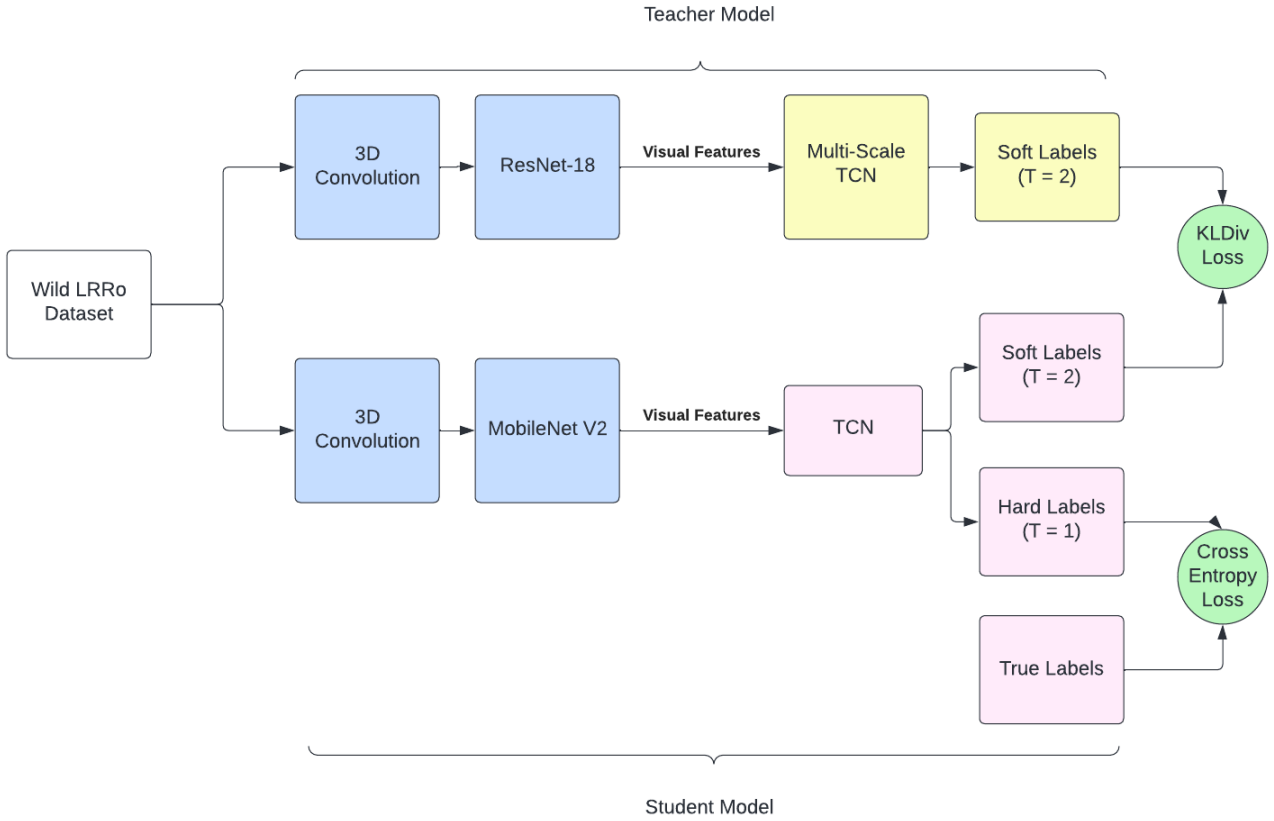 Teacher Model
3D
Convolution
ResNet-18
Visual Features
Multi-Scale
TCN
Soft Labels
(T = 2)
KLDiv
Loss
Wild LRRo
Dataset
3D
Convolution
MobileNet V2
Visual Features
TCN
Soft Labels
(T = 2)
Hard Labels
(T = 1)
Cross
Entropy
Loss
True Labels
Student Model